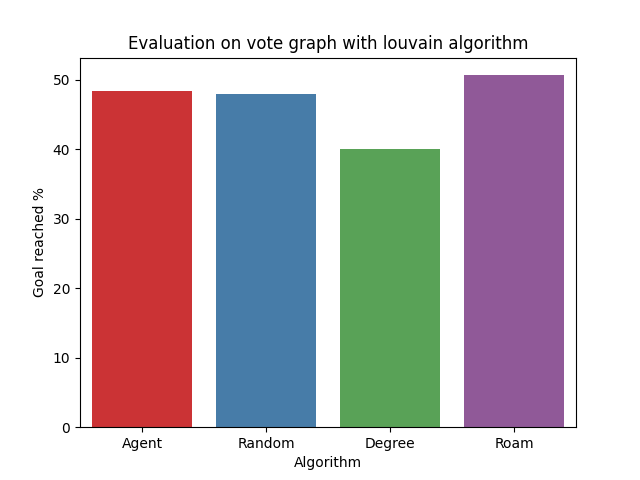 Evaluation on vote graph with louvain algorithm
Goal reached %
50
40
30
20
10
0
Agent Random Degree Roam
Algorithm